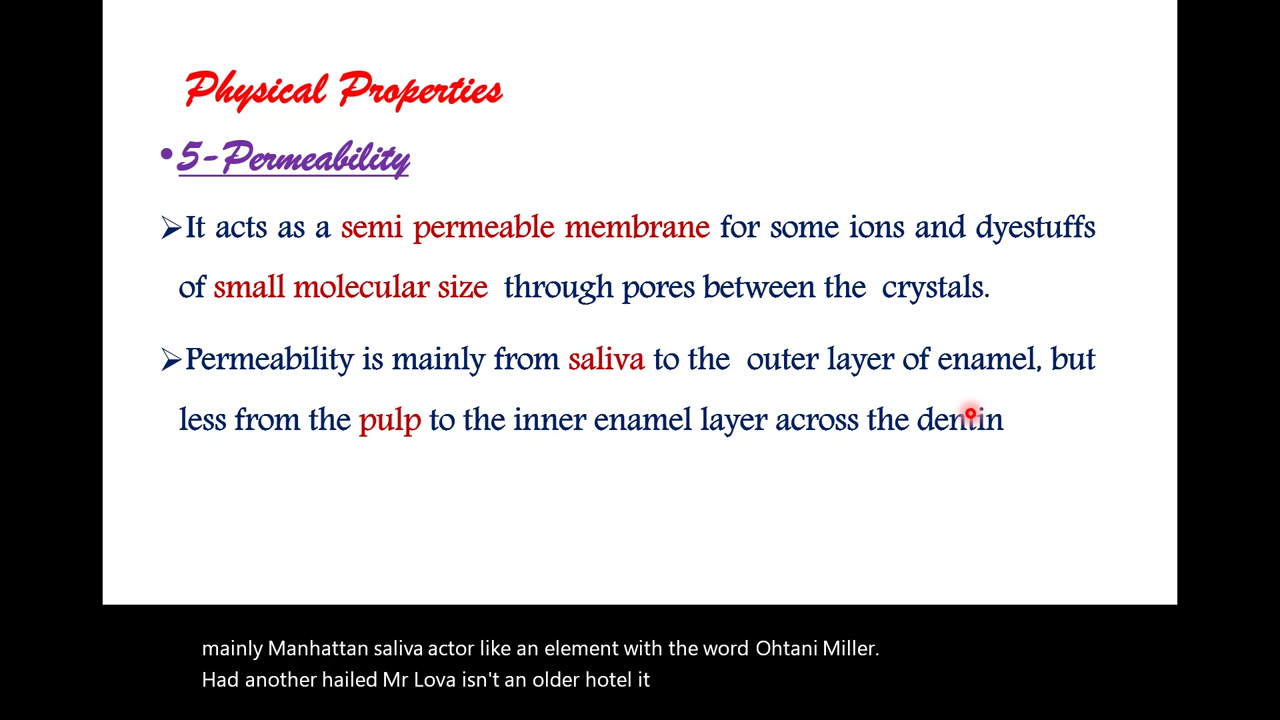 Physical Properties
•5-Permeability
➢It acts as a semi permeable membrane for some ions and dyestuffs
of small molecular size through pores between the crystals.
➢Permeability is mainly from saliva to the outer layer of enamel, but
less from the pulp to the inner enamel layer across the dentin
mainly Manhattan saliva actor like an element with the word Ohtani Miller.
Had another hailed Mr Lova isn't an older hotel it